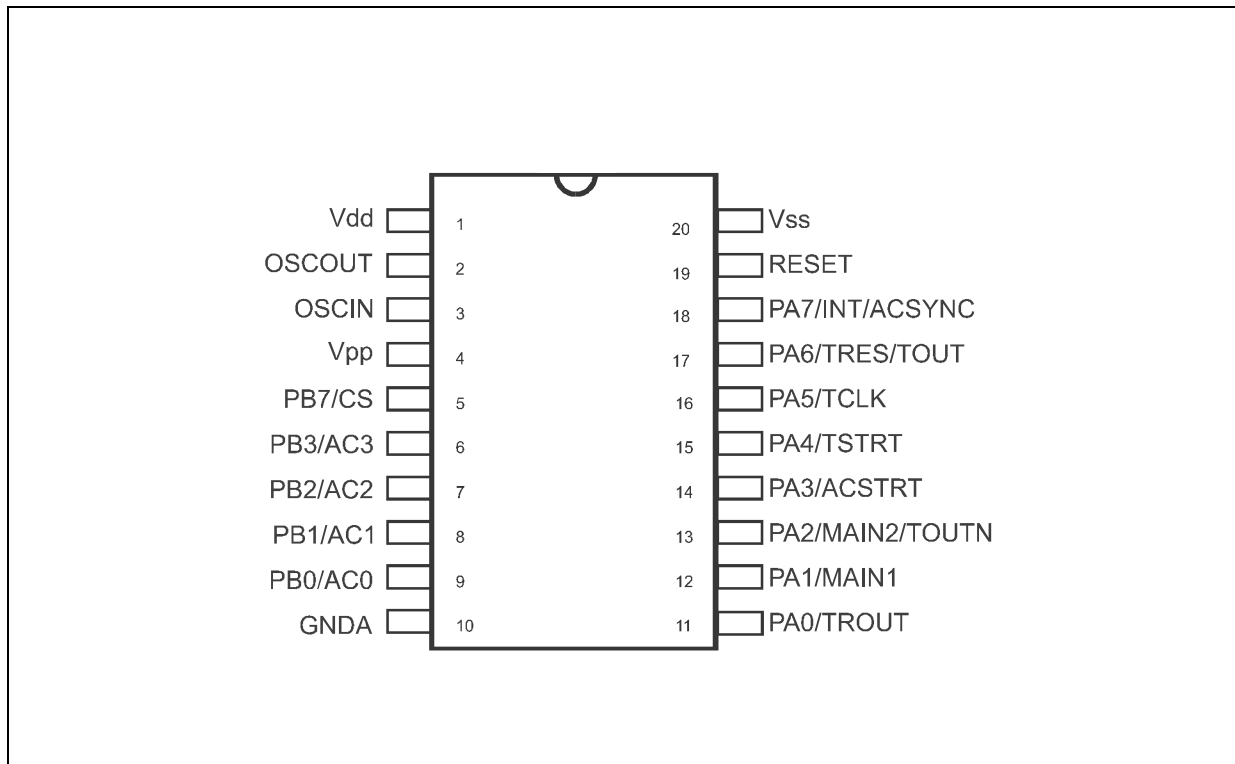 Vdd 1 20 Vss
OSCOUT 2 19 RESET
OSCIN 3 18 PA7/INT/ACSYNC
Vpp 4 17 PA6/TRES/TOUT
PB7/CS 5 16 PA5/TCLK
PB3/AC3 6 15 PA4/TSTRT
PB2/AC2 7 14 PA3/ACSTRT
PB1/AC1 8 13 PA2/MAIN2/TOUTN
PB0/AC0 9 12 PA1/MAIN1
GNDA 10 11 PA0/TROUT